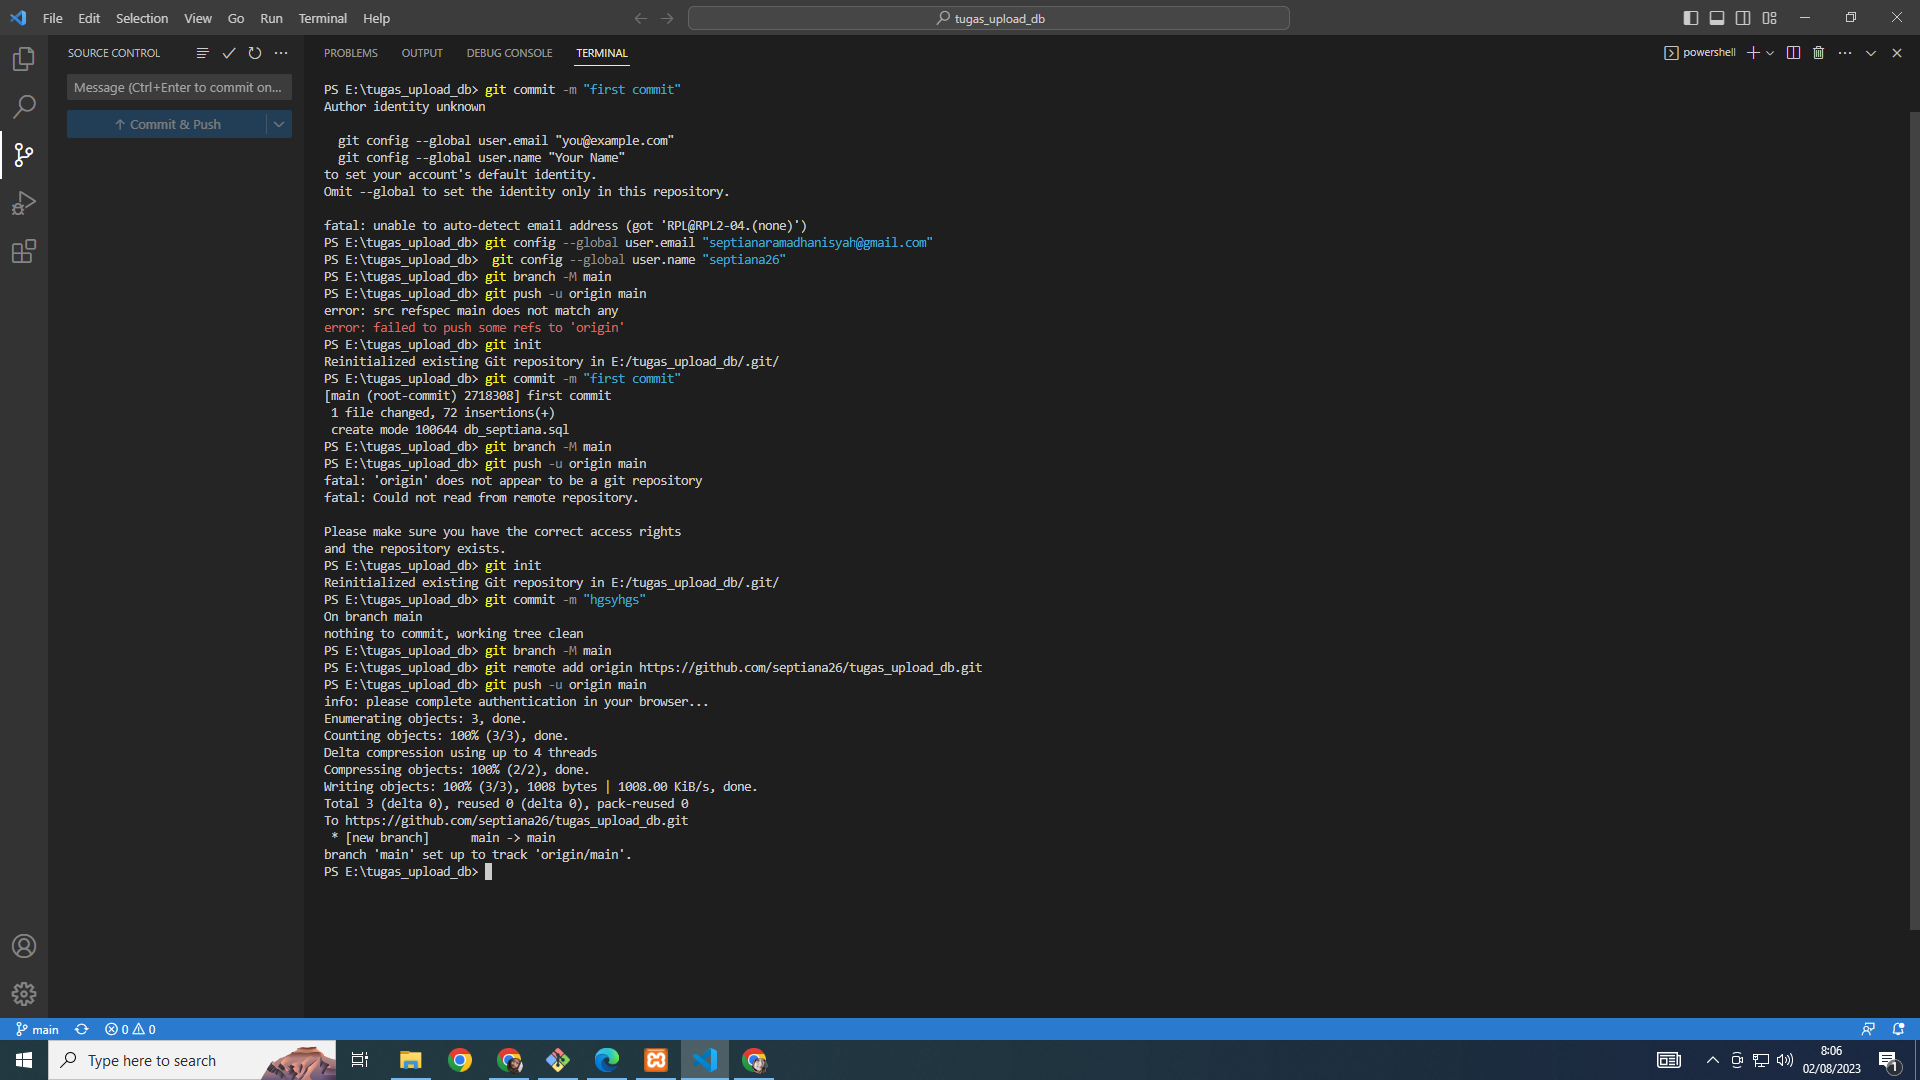 File Edit Selection View Go Run Terminal Help
tugas_upload_db
SOURCE CONTROL
Message (Ctrl+Enter to commit on...
Commit & Push
PROBLEMS OUTPUT DEBUG CONSOLE TERMINAL
powershell
PS E:\tugas_upload_db> git commit -m "first commit"
Author identity unknown
git config --global user.email "you@example.com"
git config --global user.name "Your Name"
to set your account's default identity.
Omit --global to set the identity only in this repository.
fatal: unable to auto-detect email address (got 'RPL@RPL2-04.(none)')
PS E:\tugas_upload_db> git config --global user.email "septianaramadhanisyah@gmail.com"
PS E:\tugas_upload_db>  git config --global user.name "septiana26"
PS E:\tugas_upload_db> git branch -M main
PS E:\tugas_upload_db> git push -u origin main
error: src refspec main does not match any
error: failed to push some refs to 'origin'
PS E:\tugas_upload_db> git init
Reinitialized existing Git repository in E:/tugas_upload_db/.git/
PS E:\tugas_upload_db> git commit -m "first commit"
[main (root-commit) 2718308] first commit
1 file changed, 72 insertions(+)
create mode 100644 db_septiana.sql
PS E:\tugas_upload_db> git branch -M main
PS E:\tugas_upload_db> git push -u origin main
fatal: 'origin' does not appear to be a git repository
fatal: Could not read from remote repository.
Please make sure you have the correct access rights
and the repository exists.
PS E:\tugas_upload_db> git init
Reinitialized existing Git repository in E:/tugas_upload_db/.git/
PS E:\tugas_upload_db> git commit -m "hgsyhgs"
On branch main
nothing to commit, working tree clean
PS E:\tugas_upload_db> git branch -M main
PS E:\tugas_upload_db> git remote add origin https://github.com/septiana26/tugas_upload_db.git
PS E:\tugas_upload_db> git push -u origin main
info: please complete authentication in your browser...
Enumerating objects: 3, done.
Counting objects: 100% (3/3), done.
Delta compression using up to 4 threads
Compressing objects: 100% (2/2), done.
Writing objects: 100% (3/3), 1008 bytes | 1008.00 KiB/s, done.
Total 3 (delta 0), reused 0 (delta 0), pack-reused 0
To https://github.com/septiana26/tugas_upload_db.git
* [new branch]      main -> main
branch 'main' set up to track 'origin/main'.
PS E:\tugas_upload_db>
main 0 0
Type here to search
8:06
02/08/2023
1